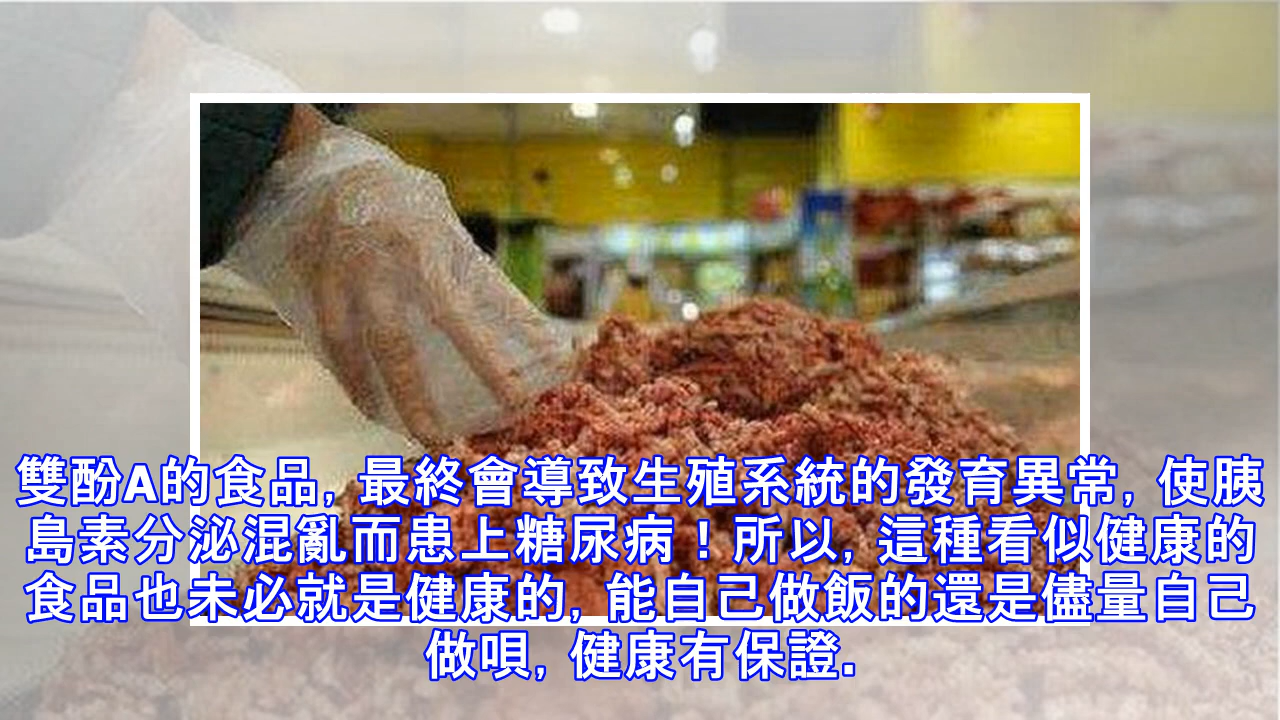 雙酚A的食品, 最終會導致生殖系統的發育異常, 使胰
島素分泌混亂而患上糖尿病！所以, 這種看似健康的
食品也未必就是健康的, 能自己做飯的還是儘量自己
做唄, 健康有保證.